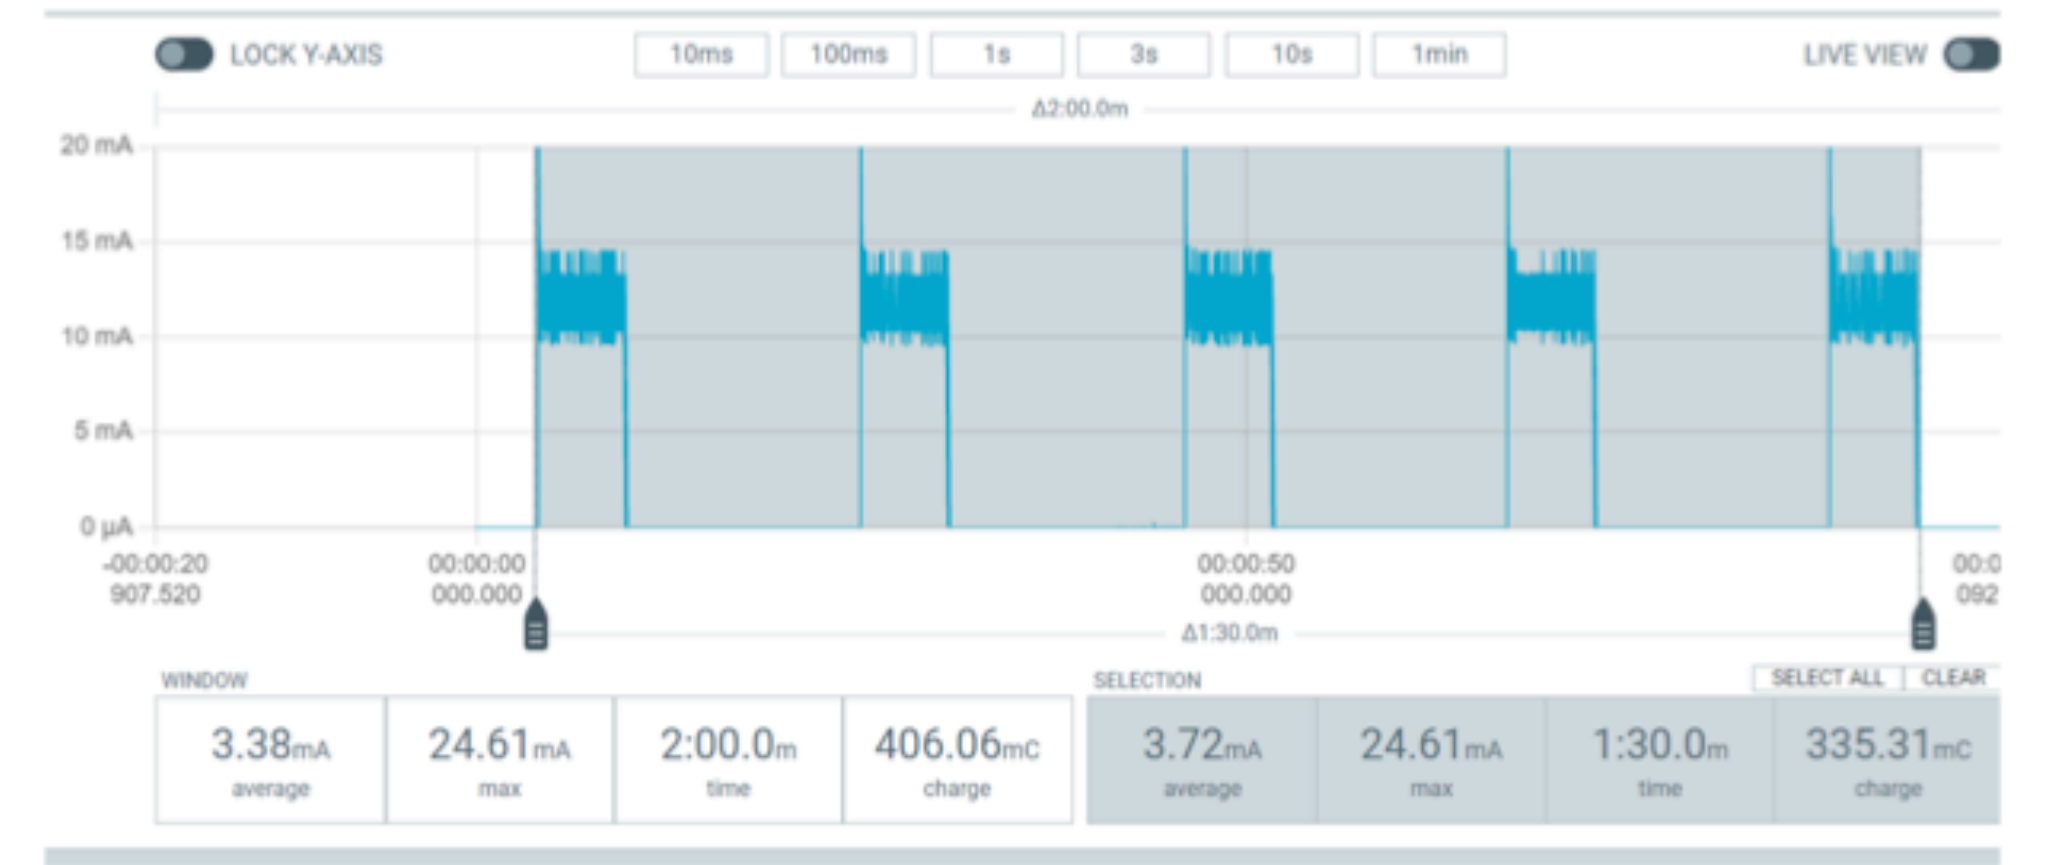 LOCK Y-AXIS 10ms 100ms 1s 3s 10s 1min LIVE VIEW
Δ2:00.0m
20 mA
15 mA
10 mA
5 mA
0 µA
-00:00:20 00:00:00 00:00:50 00:0
907.520 000.000 000.000 092
Δ1:30.0m
WINDOW SELECTION SELECT ALL CLEAR
3.38mA 24.61mA 2:00.0m 406.06mC 3.72mA 24.61mA 1:30.0m 335.31mC
average max time charge average max time charge